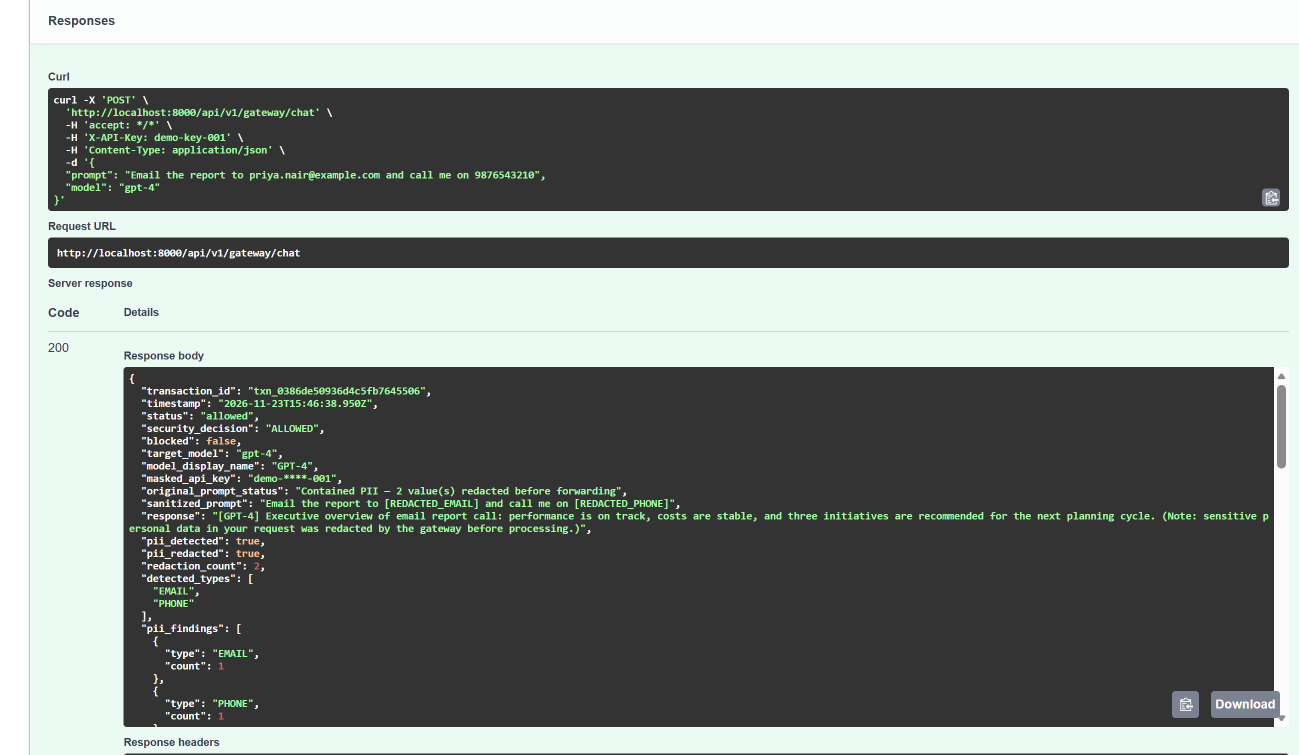 Responses
Curl
curl -X 'POST' \
  'http://localhost:8000/api/v1/gateway/chat' \
  -H 'accept: */*' \
  -H 'X-API-Key: demo-key-001' \
  -H 'Content-Type: application/json' \
  -d '{
  "prompt": "Email the report to priya.nair@example.com and call me on 9876543210",
  "model": "gpt-4"
}'
Request URL
http://localhost:8000/api/v1/gateway/chat
Server response
Code Details
200
Response body
{
  "transaction_id": "txn_0386de50936d4c5fb7645506",
  "timestamp": "2026-11-23T15:46:38.950Z",
  "status": "allowed",
  "security_decision": "ALLOWED",
  "blocked": false,
  "target_model": "gpt-4",
  "model_display_name": "GPT-4",
  "masked_api_key": "demo-****-001",
  "original_prompt_status": "Contained PII — 2 value(s) redacted before forwarding",
  "sanitized_prompt": "Email the report to [REDACTED_EMAIL] and call me on [REDACTED_PHONE]",
  "response": "[GPT-4] Executive overview of email report call: performance is on track, costs are stable, and three initiatives are recommended for the next planning cycle. (Note: sensitive p
ersonal data in your request was redacted by the gateway before processing.)",
  "pii_detected": true,
  "pii_redacted": true,
  "redaction_count": 2,
  "detected_types": [
    "EMAIL",
    "PHONE"
  ],
  "pii_findings": [
    {
      "type": "EMAIL",
      "count": 1
    },
    {
      "type": "PHONE",
      "count": 1
Download
Response headers